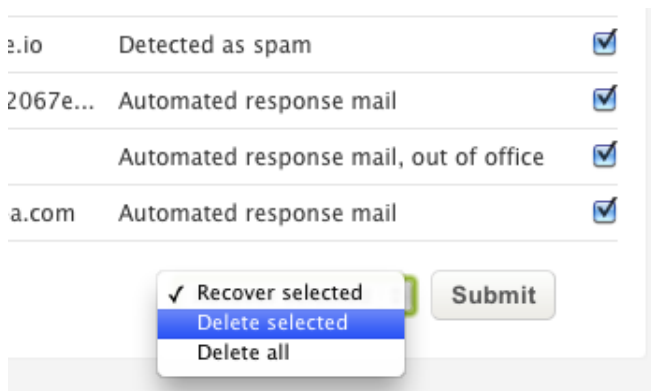 e.io Detected as spam
2067e... Automated response mail
Automated response mail, out of office
a.com Automated response mail
✓ Recover selected
Delete selected
Delete all
Submit